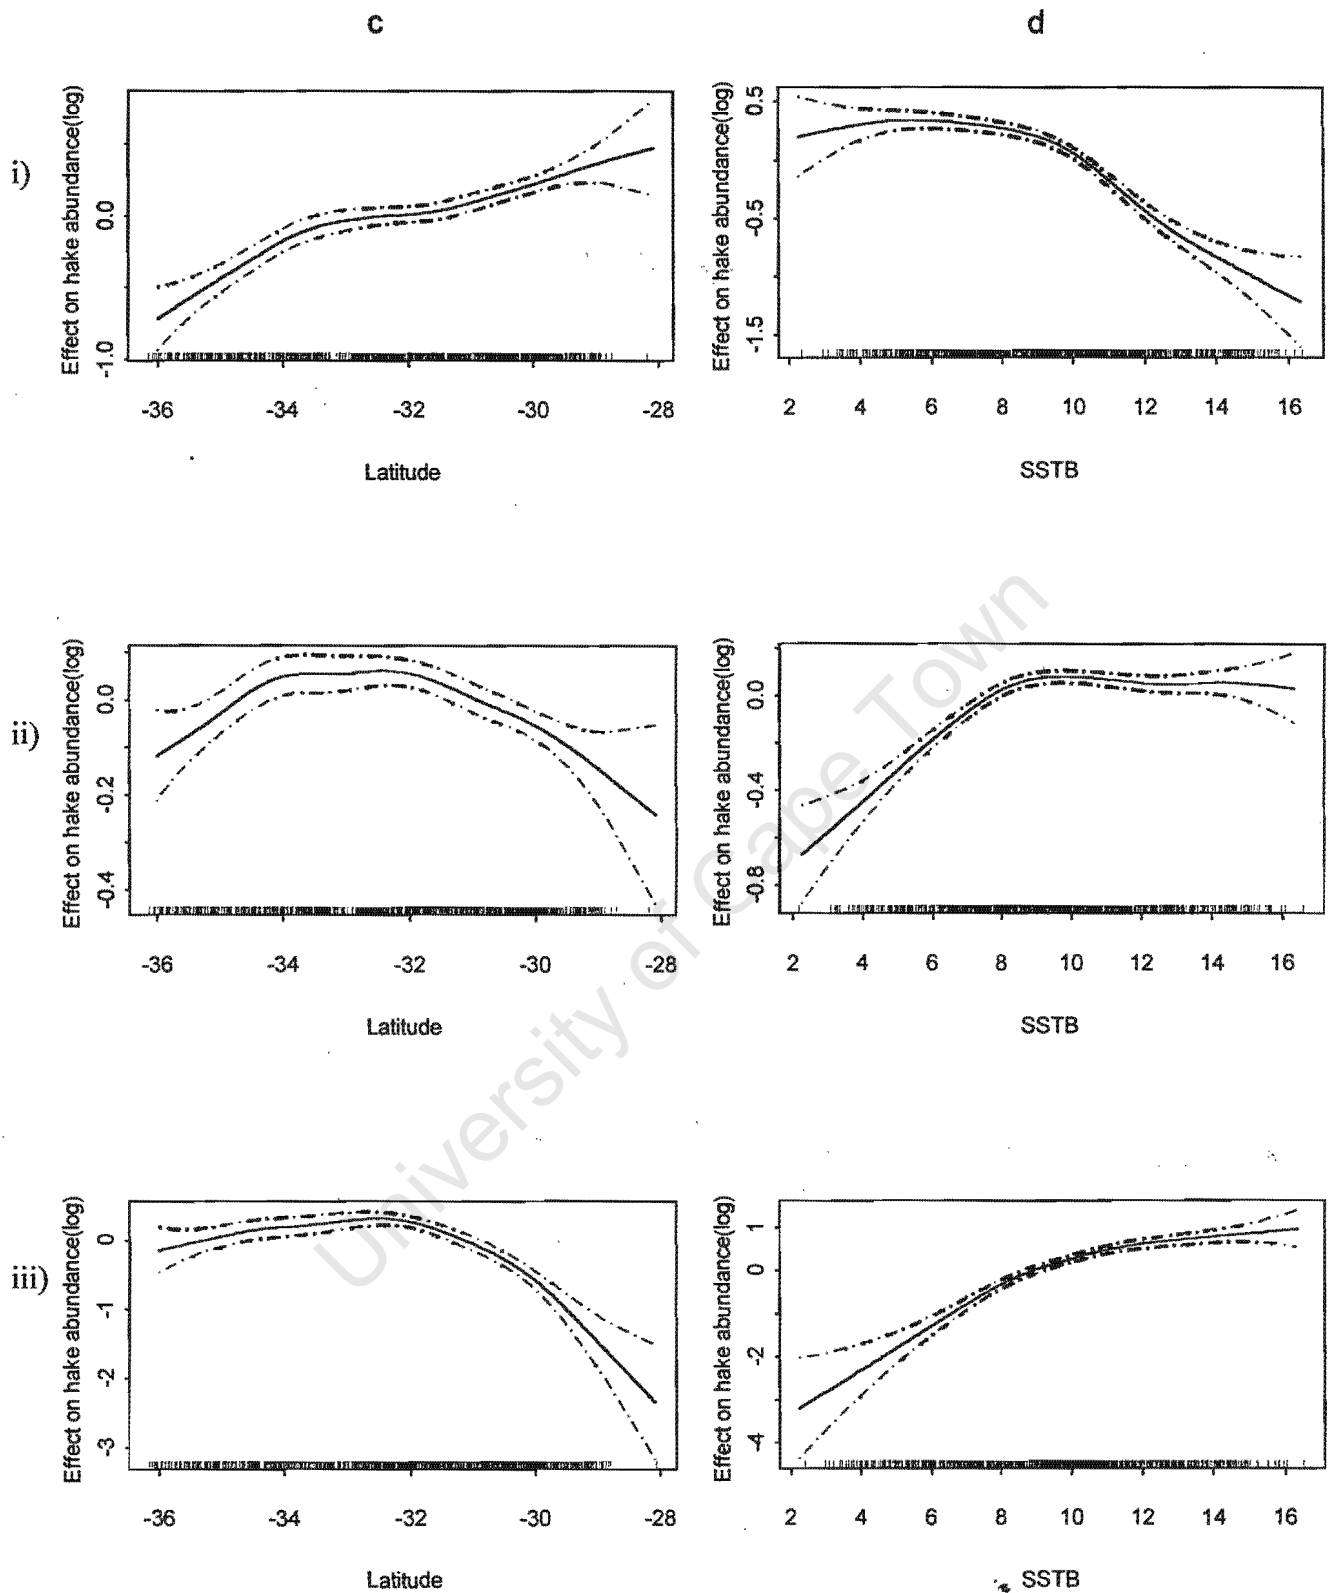 c
d
i)
Effect on hake abundance(log)
0.0
-1.0
-36 -34 -32 -30 -28
Latitude
Effect on hake abundance(log)
0.5
-0.5
-1.5
2 4 6 8 10 12 14 16
SSTB
ii)
Effect on hake abundance(log)
0.0
-0.2
-0.4
-36 -34 -32 -30 -28
Latitude
Effect on hake abundance(log)
0.0
-0.4
-0.8
2 4 6 8 10 12 14 16
SSTB
iii)
Effect on hake abundance(log)
0
-1
-2
-3
-36 -34 -32 -30 -28
Latitude
Effect on hake abundance(log)
1
0
-2
-4
2 4 6 8 10 12 14 16
SSTB
University of Cape Town